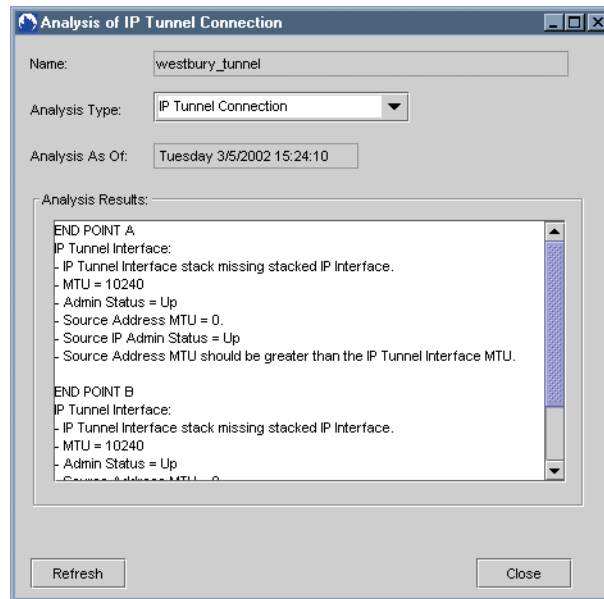 Analysis of IP Tunnel Connection
Name: westbury_tunnel
Analysis Type: IP Tunnel Connection
Analysis As Of: Tuesday 3/5/2002 15:24:10
Analysis Results:
END POINT A
IP Tunnel Interface:
- IP Tunnel Interface stack missing stacked IP Interface.
- MTU = 10240
- Admin Status = Up
- Source Address MTU = 0.
- Source IP Admin Status = Up
- Source Address MTU should be greater than the IP Tunnel Interface MTU.
END POINT B
IP Tunnel Interface:
- IP Tunnel Interface stack missing stacked IP Interface.
- MTU = 10240
- Admin Status = Up
- Source Address MTU = 0
Refresh Close